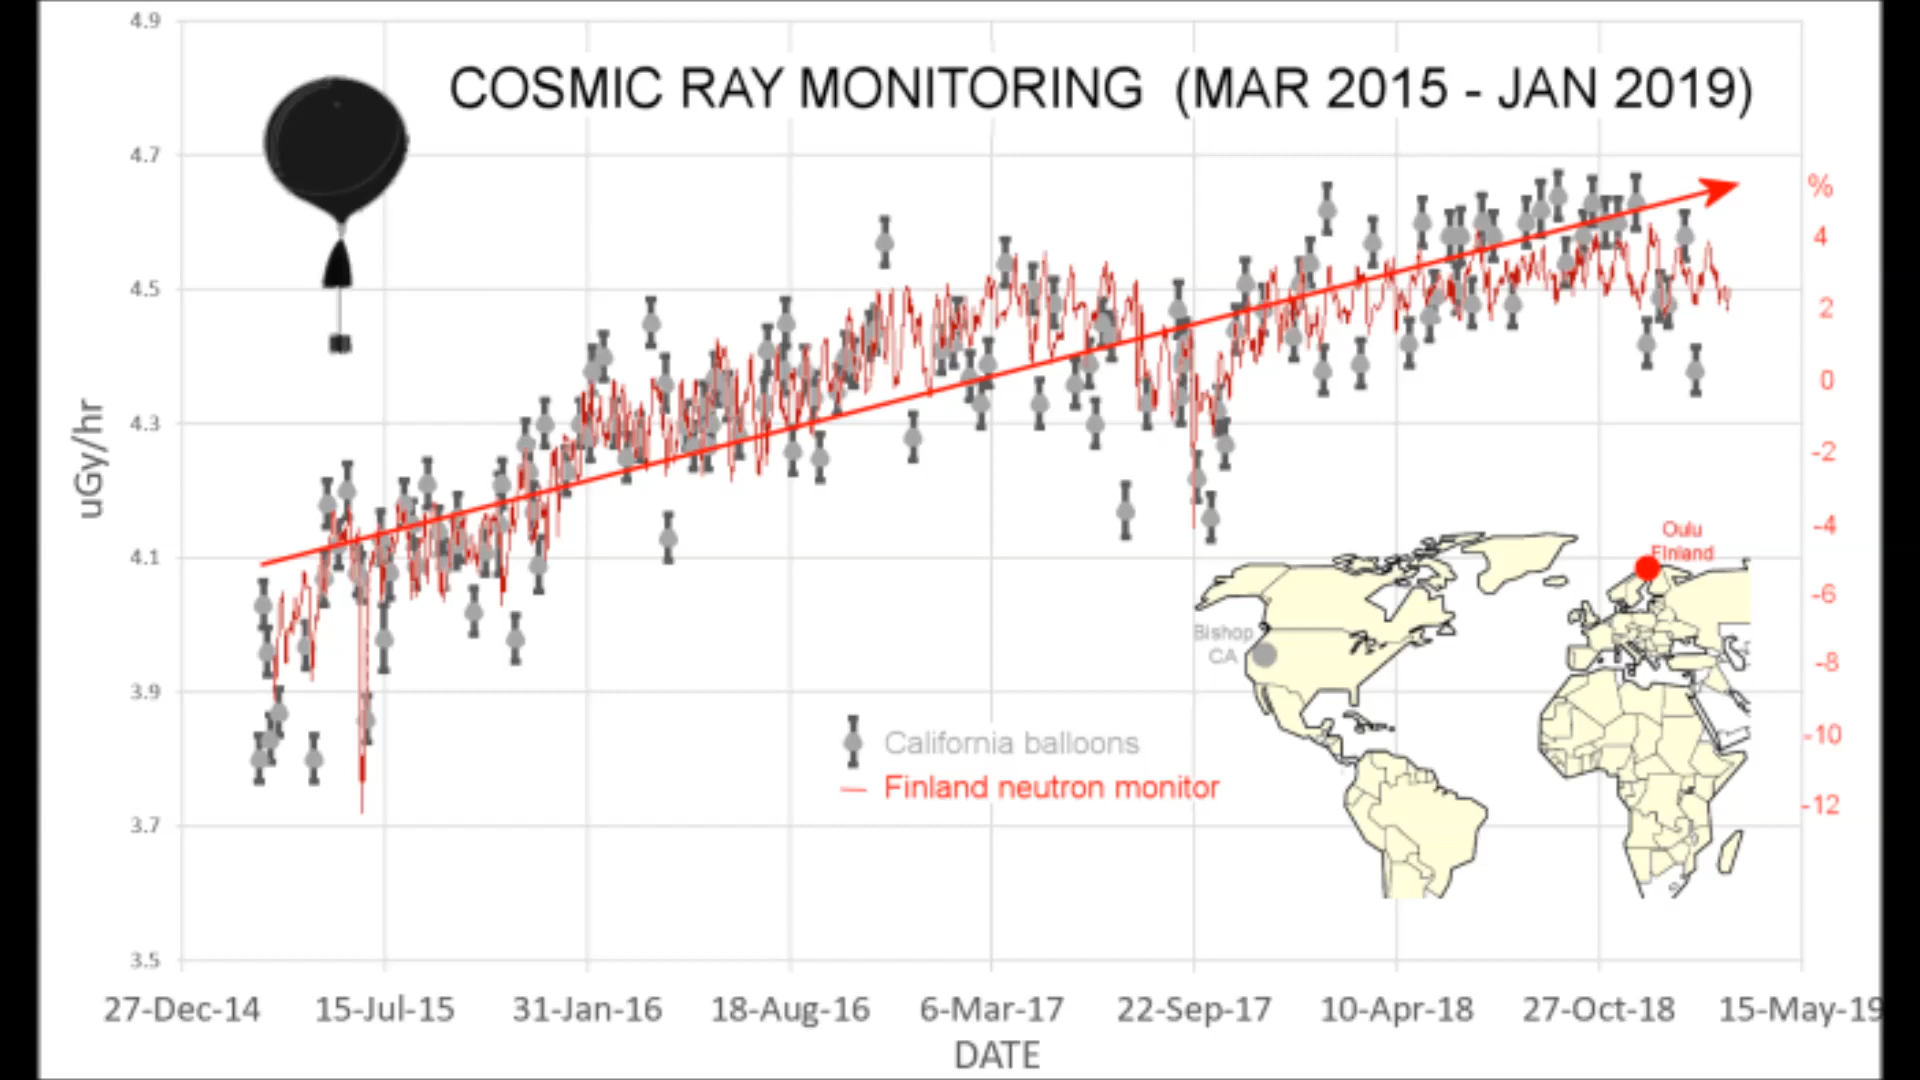 COSMIC RAY MONITORING (MAR 2015 - JAN 2019)
4.9
4.7
4.5
4.3
4.1
3.9
3.7
3.5
uGy/hr
%
4
2
0
-2
-4
-6
-8
-10
-12
Oulu
Finland
Bishop
CA
California balloons
Finland neutron monitor
27-Dec-14 15-Jul-15 31-Jan-16 18-Aug-16 6-Mar-17 22-Sep-17 10-Apr-18 27-Oct-18 15-May-19
DATE